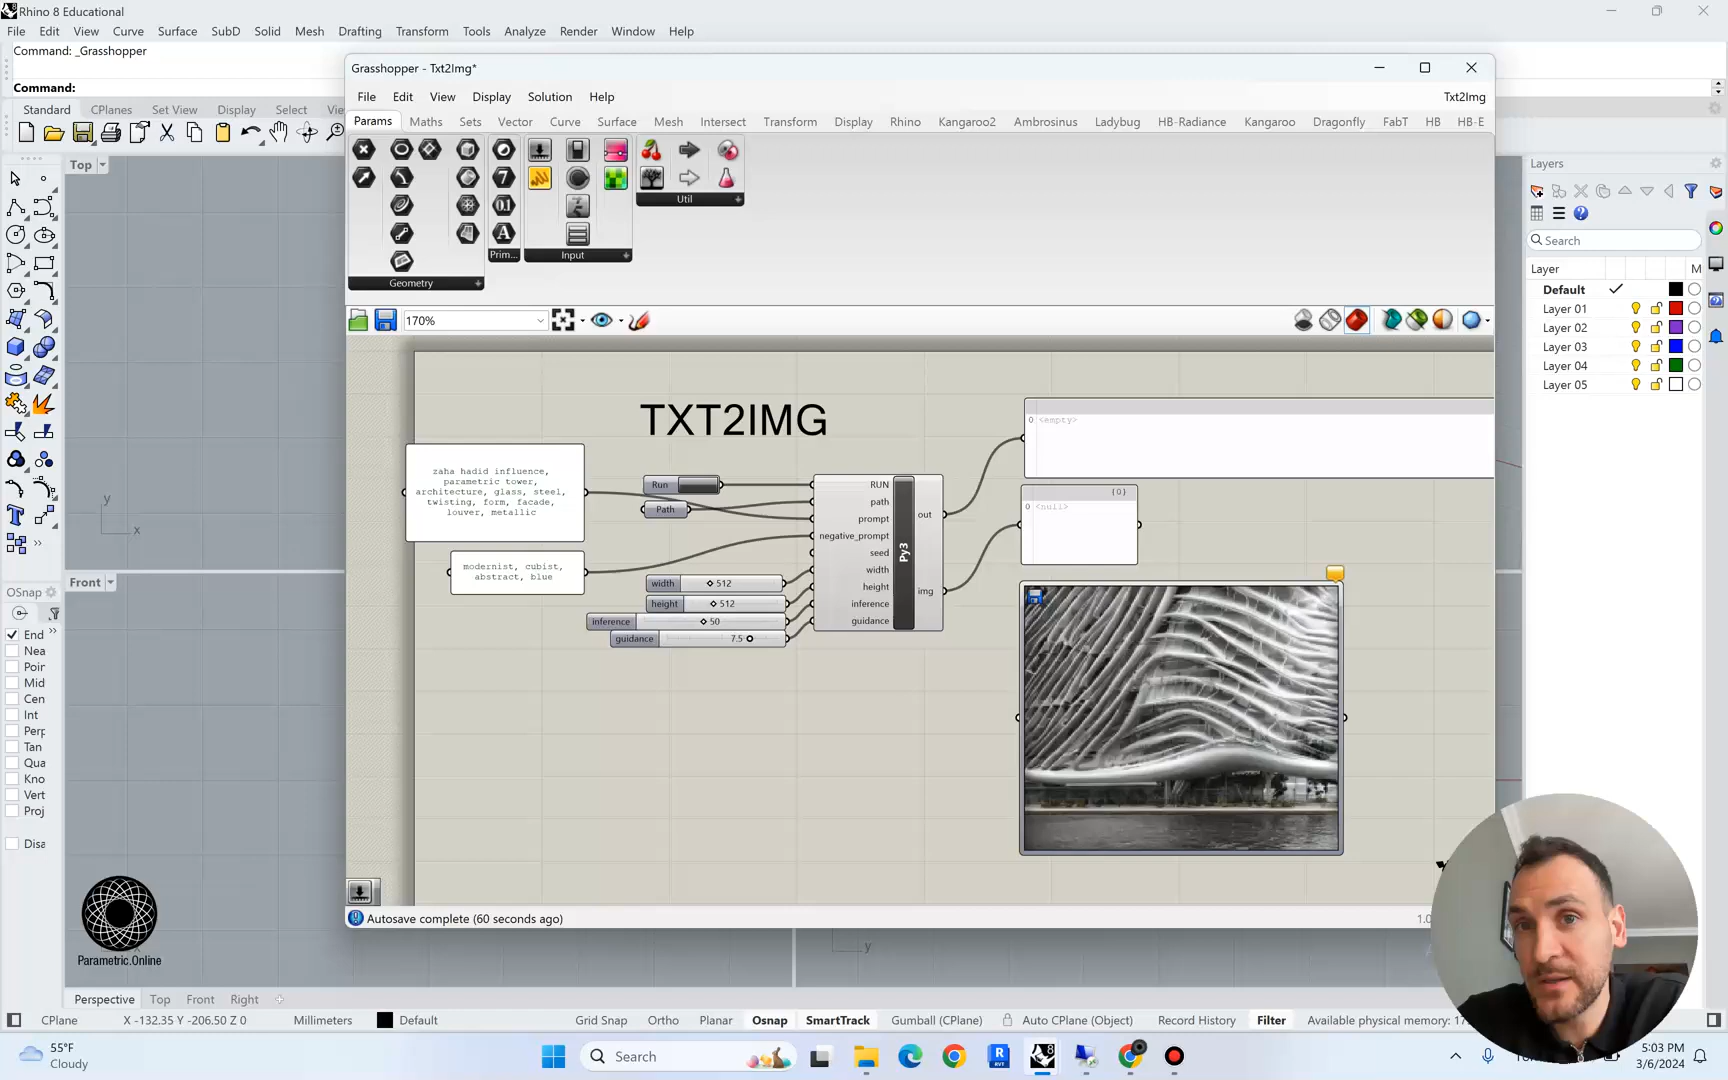 Rhino 8 Educational
File Edit View Curve Surface SubD Solid Mesh Drafting Transform Tools Analyze Render Window Help
Command: _Grasshopper
Command:
Standard CPlanes Set View Display Select
Grasshopper - Txt2Img*
File Edit View Display Solution Help Txt2Img
Params Maths Sets Vector Curve Surface Mesh Intersect Transform Display Rhino Kangaroo2 Ambrosinus Ladybug HB-Radiance Kangaroo Dragonfly FabT HB HB-E
Geometry
Prim...
Input
Util
170%
TXT2IMG
zaha hadid influence,
parametric tower,
architecture, glass, steel,
twisting, form, facade,
louver, metallic
modernist, cubist,
abstract, blue
Run
Path
width 512
height 512
inference 50
guidance 7.5
RUN
path
prompt
negative_prompt
seed
width
height
inference
guidance
Py3
out
img
0 <empty>
{0}
0 <null>
Autosave complete (60 seconds ago)
1.0
Top
y
x
Front
y
OSnap
End
Nea
Poir
Mid
Cen
Int
Perp
Tan
Qua
Kno
Vert
Proj
Disa
Parametric.Online
Layers
Search
Layer M
Default
Layer 01
Layer 02
Layer 03
Layer 04
Layer 05
Perspective Top Front Right
CPlane X -132.35 Y -206.50 Z 0 Millimeters Default Grid Snap Ortho Planar Osnap SmartTrack Gumball (CPlane) Auto CPlane (Object) Record History Filter Available physical memory: 17
55°F
Cloudy
Search
5:03 PM
3/6/2024